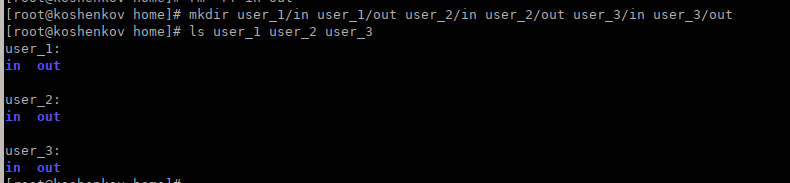 [root@koshenkov home]# mkdir user_1/in user_1/out user_2/in user_2/out user_3/in user_3/out
[root@koshenkov home]# ls user_1 user_2 user_3
user_1:
in  out
user_2:
in  out
user_3:
in  out
[root@koshenkov home]#